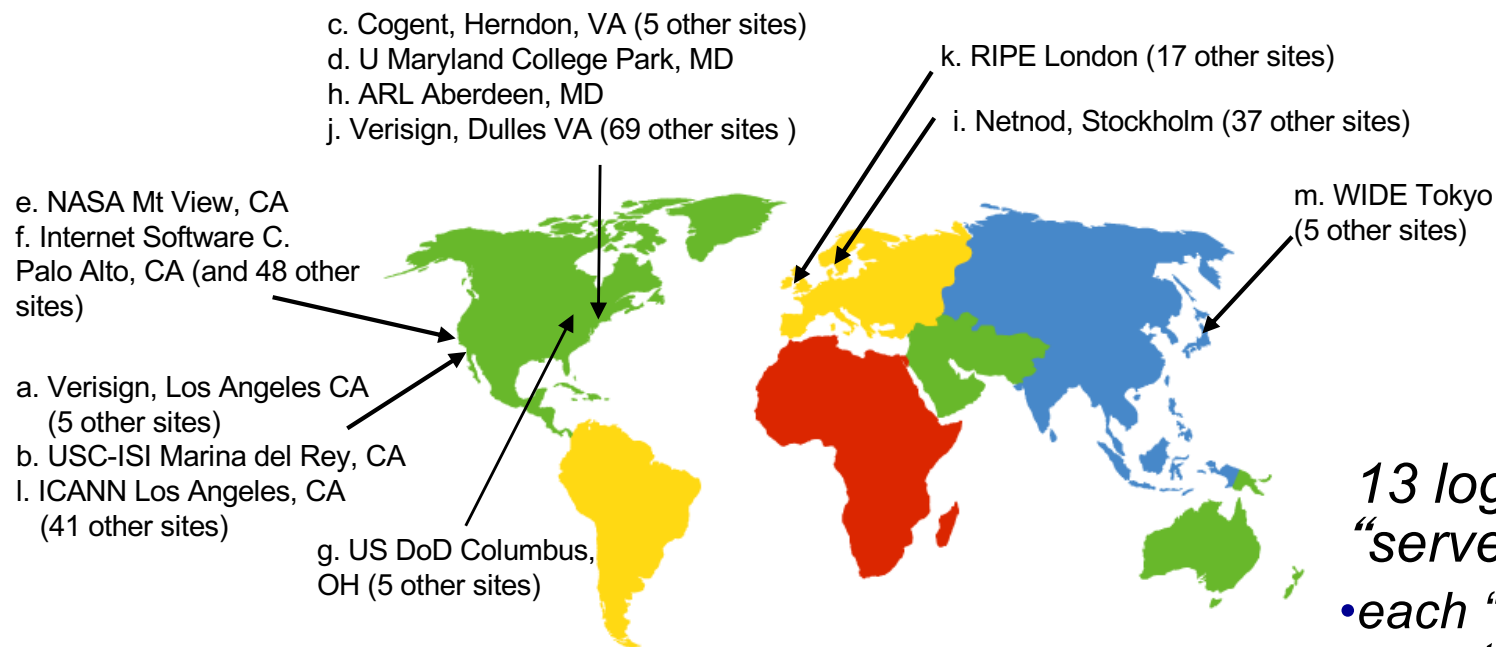 c. Cogent, Herndon, VA (5 other sites)
d. U Maryland College Park, MD
h. ARL Aberdeen, MD
j. Verisign, Dulles VA (69 other sites )
k. RIPE London (17 other sites)
i. Netnod, Stockholm (37 other sites)
m. WIDE Tokyo
(5 other sites)
e. NASA Mt View, CA
f. Internet Software C.
Palo Alto, CA (and 48 other
sites)
a. Verisign, Los Angeles CA
(5 other sites)
b. USC-ISI Marina del Rey, CA
l. ICANN Los Angeles, CA
(41 other sites)
g. US DoD Columbus,
OH (5 other sites)
13 log
“serve
•each “